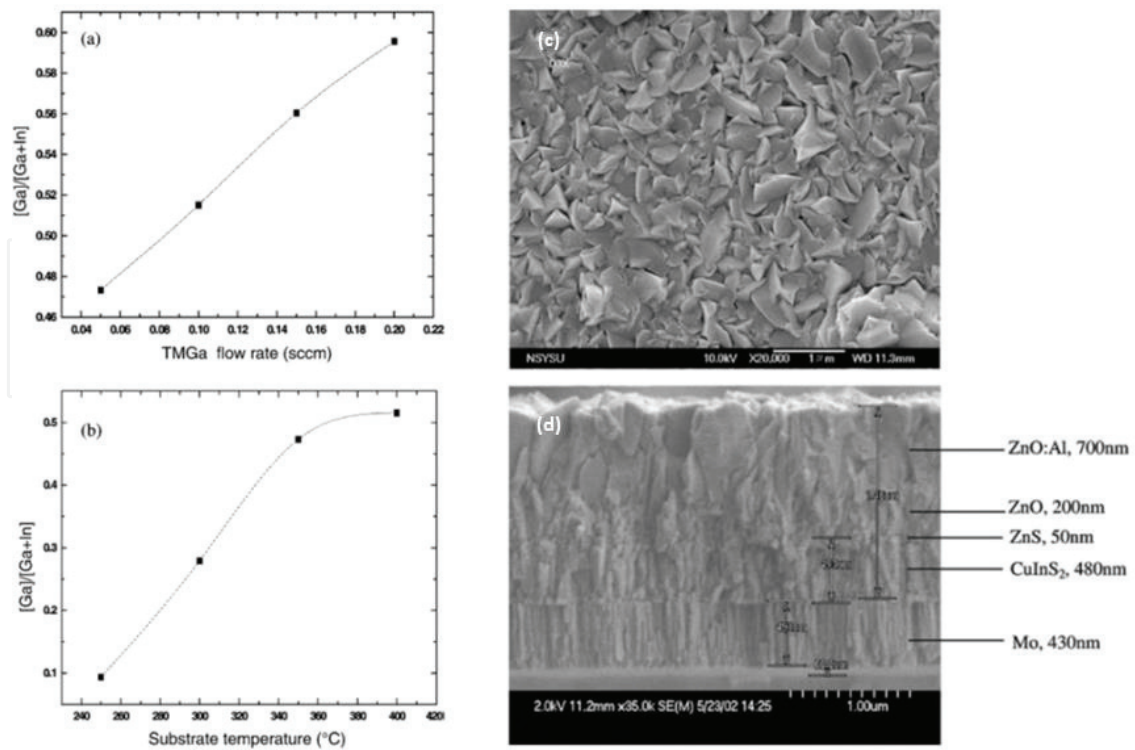 (a)
0.60
0.58
0.56
0.54
0.52
0.50
0.48
0.46
[Ga]/[Ga+In]
0.04 0.06 0.08 0.10 0.12 0.14 0.16 0.18 0.20 0.22
TMGa flow rate (sccm)
(b)
0.5
0.4
0.3
0.2
0.1
[Ga]/[Ga+In]
240 260 280 300 320 340 360 380 400 420
Substrate temperature (°C)
(c)
NSYSU 10.0kV X20,000 1µm WD 11.3mm
(d)
ZnO:Al, 700nm
ZnO, 200nm
ZnS, 50nm
CuInS₂, 480nm
Mo, 430nm
2.0kV 11.2mm x35.0k SE(M) 5/23/02 14:25 1.00um